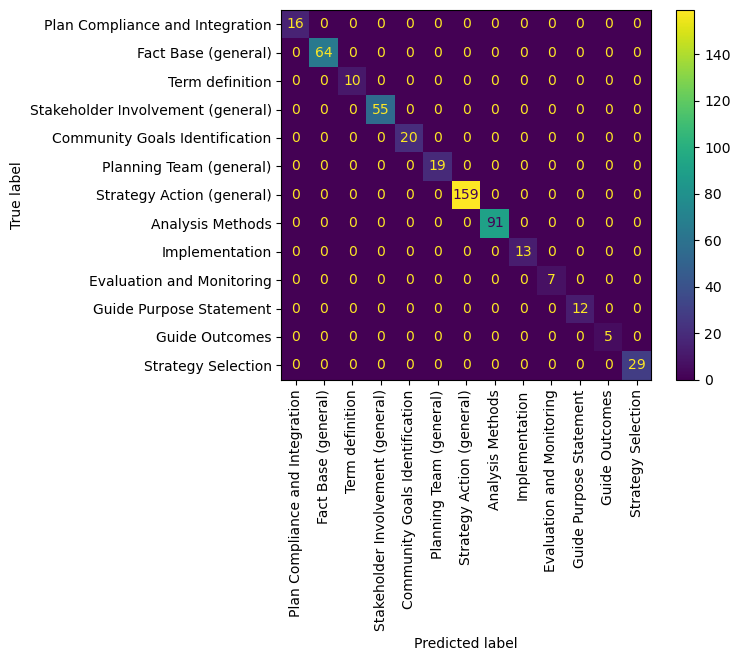 True label
Plan Compliance and Integration 16 0 0 0 0 0 0 0 0 0 0 0 0
Fact Base (general) 0 64 0 0 0 0 0 0 0 0 0 0 0
Term definition 0 0 10 0 0 0 0 0 0 0 0 0 0
Stakeholder Involvement (general) 0 0 0 55 0 0 0 0 0 0 0 0 0
Community Goals Identification 0 0 0 0 20 0 0 0 0 0 0 0 0
Planning Team (general) 0 0 0 0 0 19 0 0 0 0 0 0 0
Strategy Action (general) 0 0 0 0 0 0 159 0 0 0 0 0 0
Analysis Methods 0 0 0 0 0 0 0 91 0 0 0 0 0
Implementation 0 0 0 0 0 0 0 0 13 0 0 0 0
Evaluation and Monitoring 0 0 0 0 0 0 0 0 0 7 0 0 0
Guide Purpose Statement 0 0 0 0 0 0 0 0 0 0 12 0 0
Guide Outcomes 0 0 0 0 0 0 0 0 0 0 0 5 0
Strategy Selection 0 0 0 0 0 0 0 0 0 0 0 0 29
Plan Compliance and Integration
Fact Base (general)
Term definition
Stakeholder Involvement (general)
Community Goals Identification
Planning Team (general)
Strategy Action (general)
Analysis Methods
Implementation
Evaluation and Monitoring
Guide Purpose Statement
Guide Outcomes
Strategy Selection
Predicted label
140
120
100
80
60
40
20
0